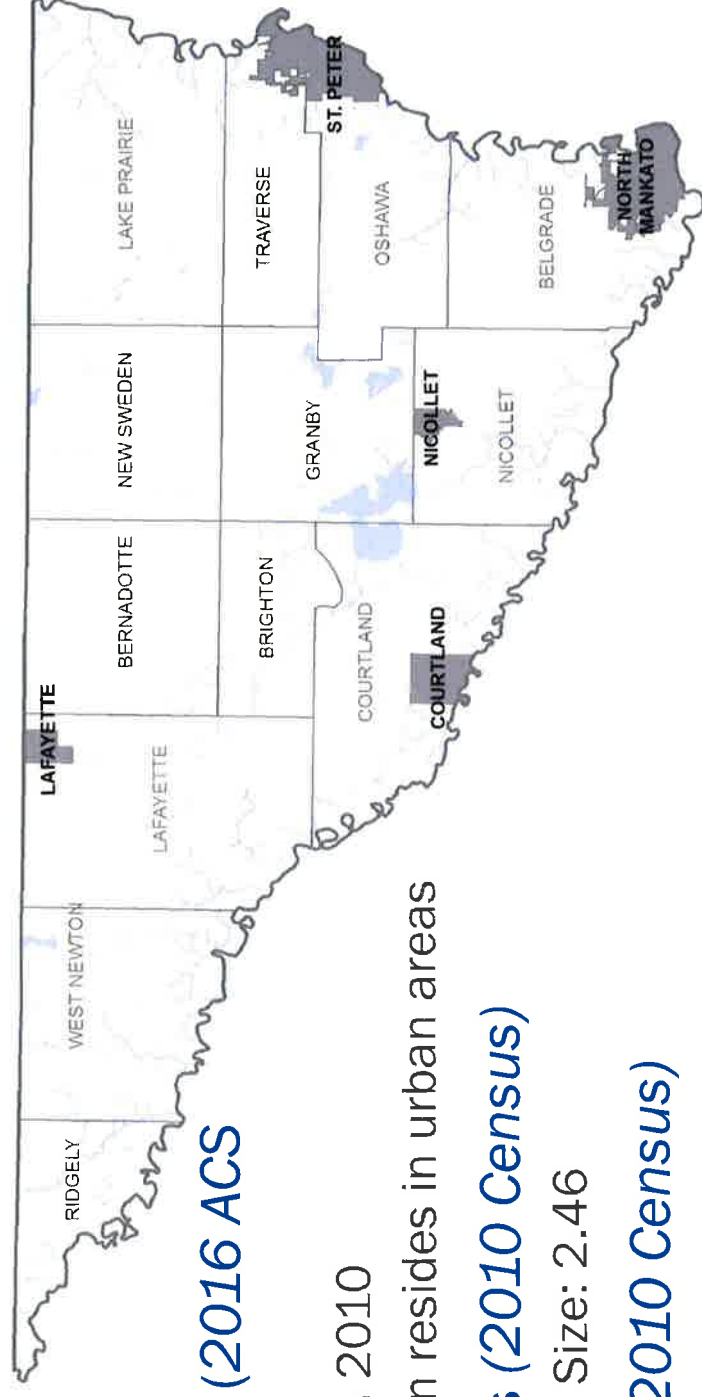 LAFAYETTE
RIDGELY
WEST NEWTON
LAFAYETTE
BERNADOTTE
NEW SWEDEN
LAKE PRAIRIE
BRIGHTON
GRANBY
TRAVERSE
ST. PETER
COURTLAND
OSHAWA
COURTLAND
NICOLLET
NICOLLET
BELGRADE
NORTH
MANKATO
(2016 ACS
2010
n resides in urban areas
s (2010 Census)
Size: 2.46
2010 Census)